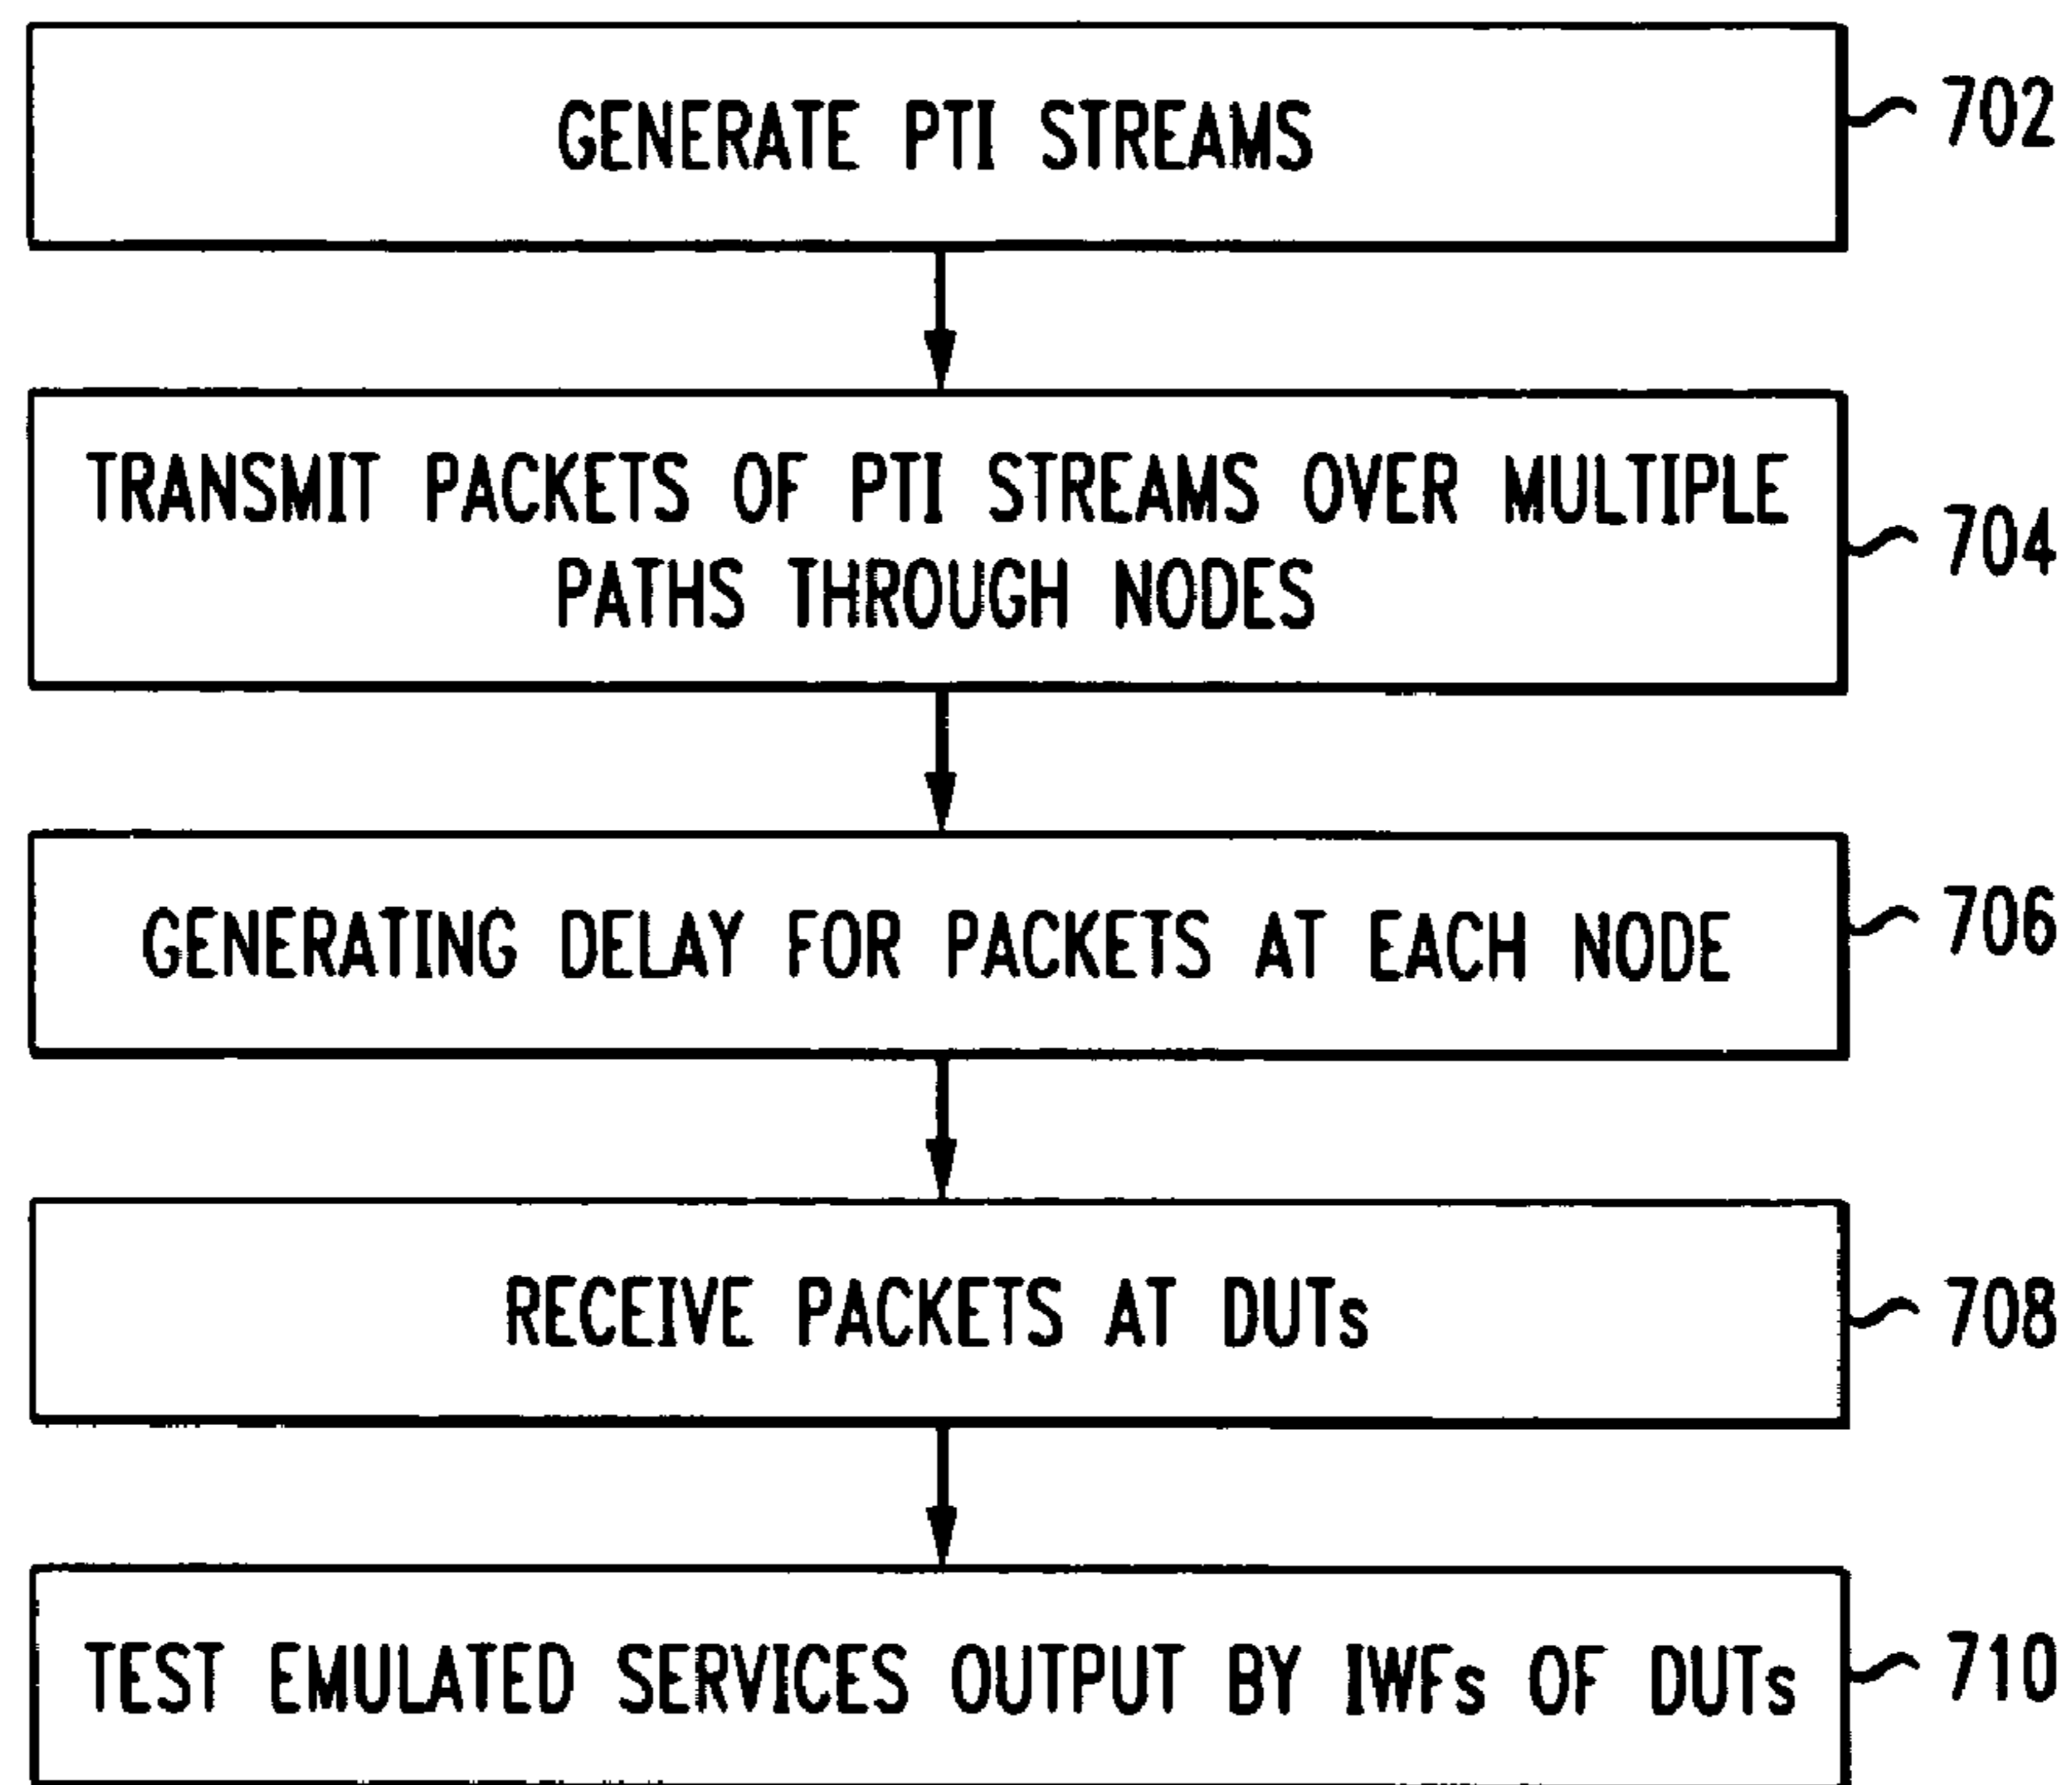 GENERATE PTI STREAMS
702
TRANSMIT PACKETS OF PTI STREAMS OVER MULTIPLE
PATHS THROUGH NODES
704
GENERATING DELAY FOR PACKETS AT EACH NODE
706
RECEIVE PACKETS AT DUTs
708
TEST EMULATED SERVICES OUTPUT BY IWFs OF DUTs
710